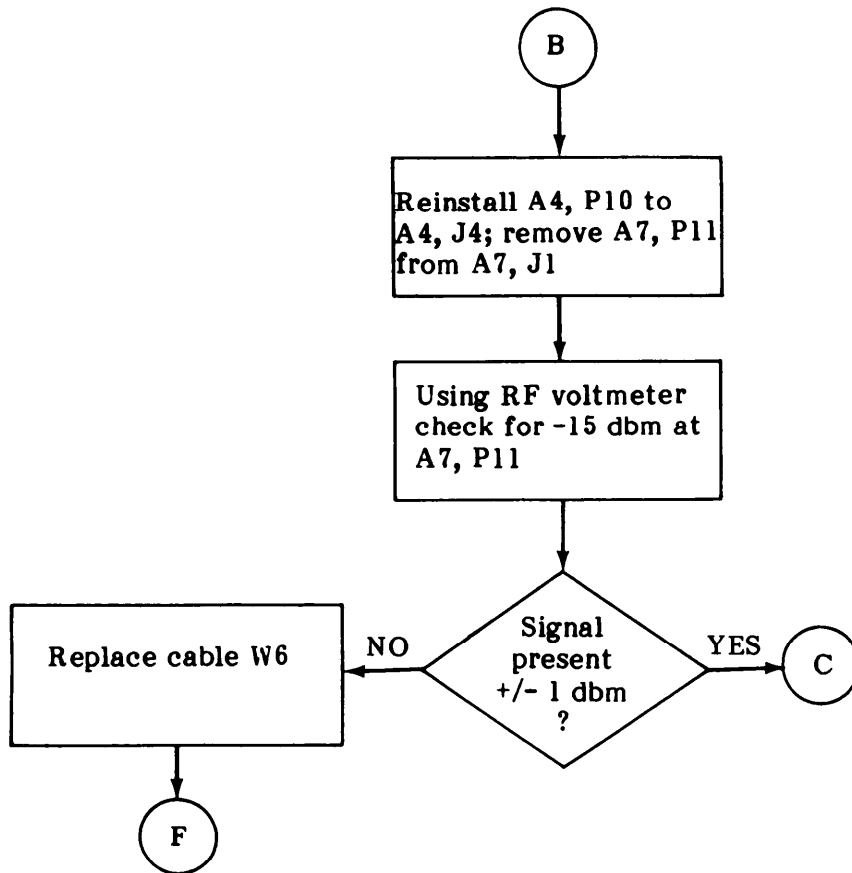 B
Reinstall A4, P10 to
A4, J4; remove A7, P11
from A7, J1
Using RF voltmeter
check for -15 dbm at
A7, P11
Signal
present
+/- 1 dbm
?
NO
YES
Replace cable W6
C
F